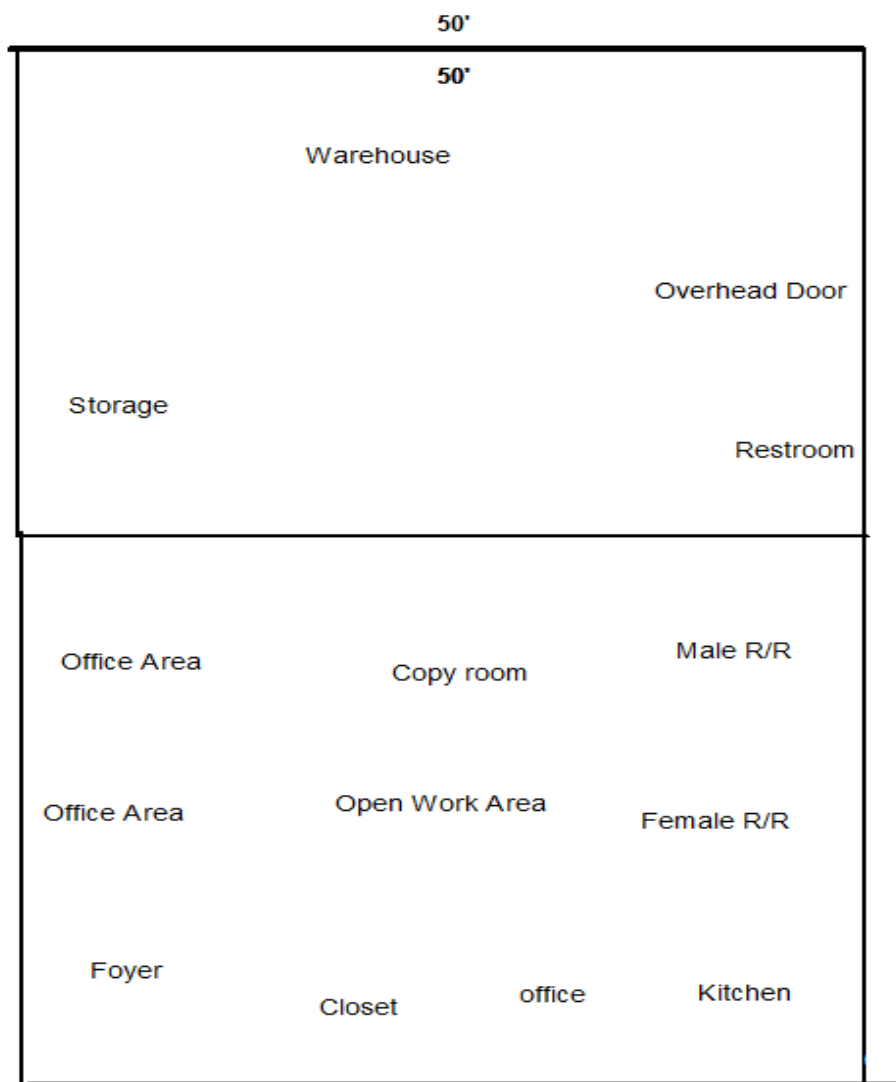 50'
50'
Warehouse
Overhead Door
Storage
Restroom
Office Area
Copy room
Male R/R
Office Area
Open Work Area
Female R/R
Foyer
Closet
office
Kitchen